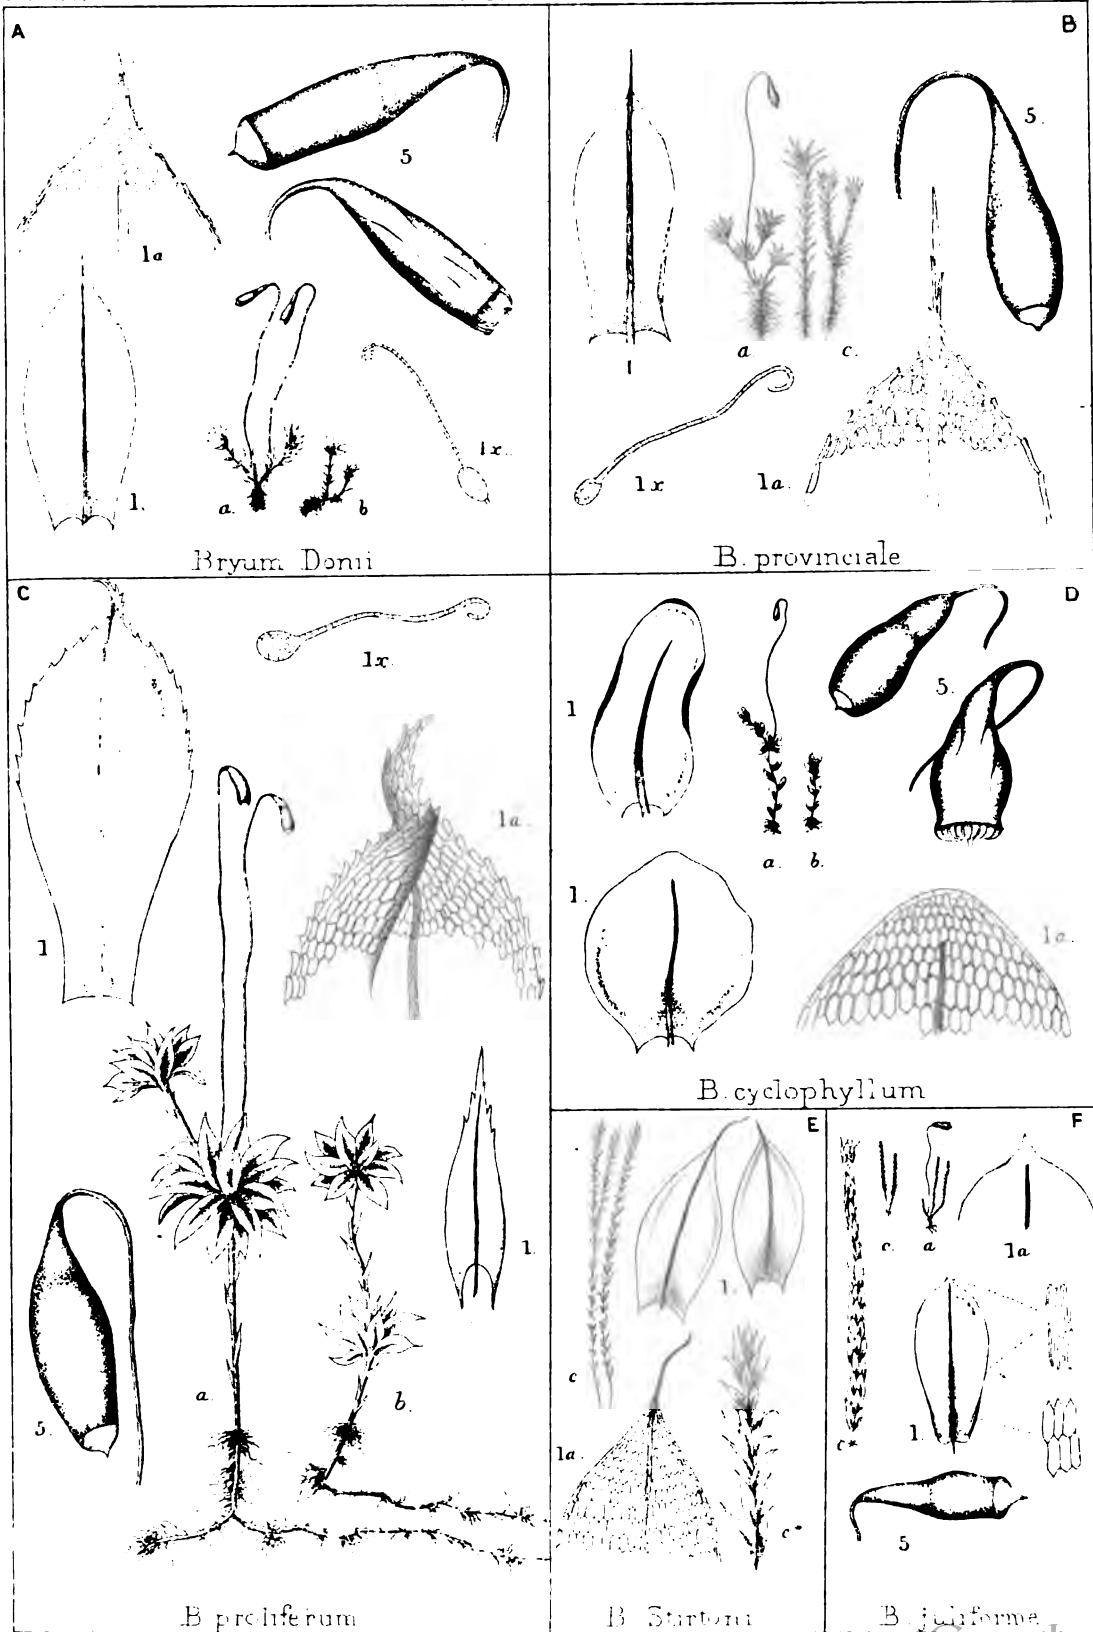 A
5
1a
1x.
1.
a.
b
Bryum Donii
B
5.
1
a
c.
1x
1a.
B. provinciale
C
1x.
1a.
1
1.
a
b.
5.
B proliferum
D
1
5.
a.
b.
1.
1a.
B. cyclophyllum
E
1.
c
1a.
c*
B. Stirtoni
F
c.
a
1a
1.
c*
5
B. juliforme